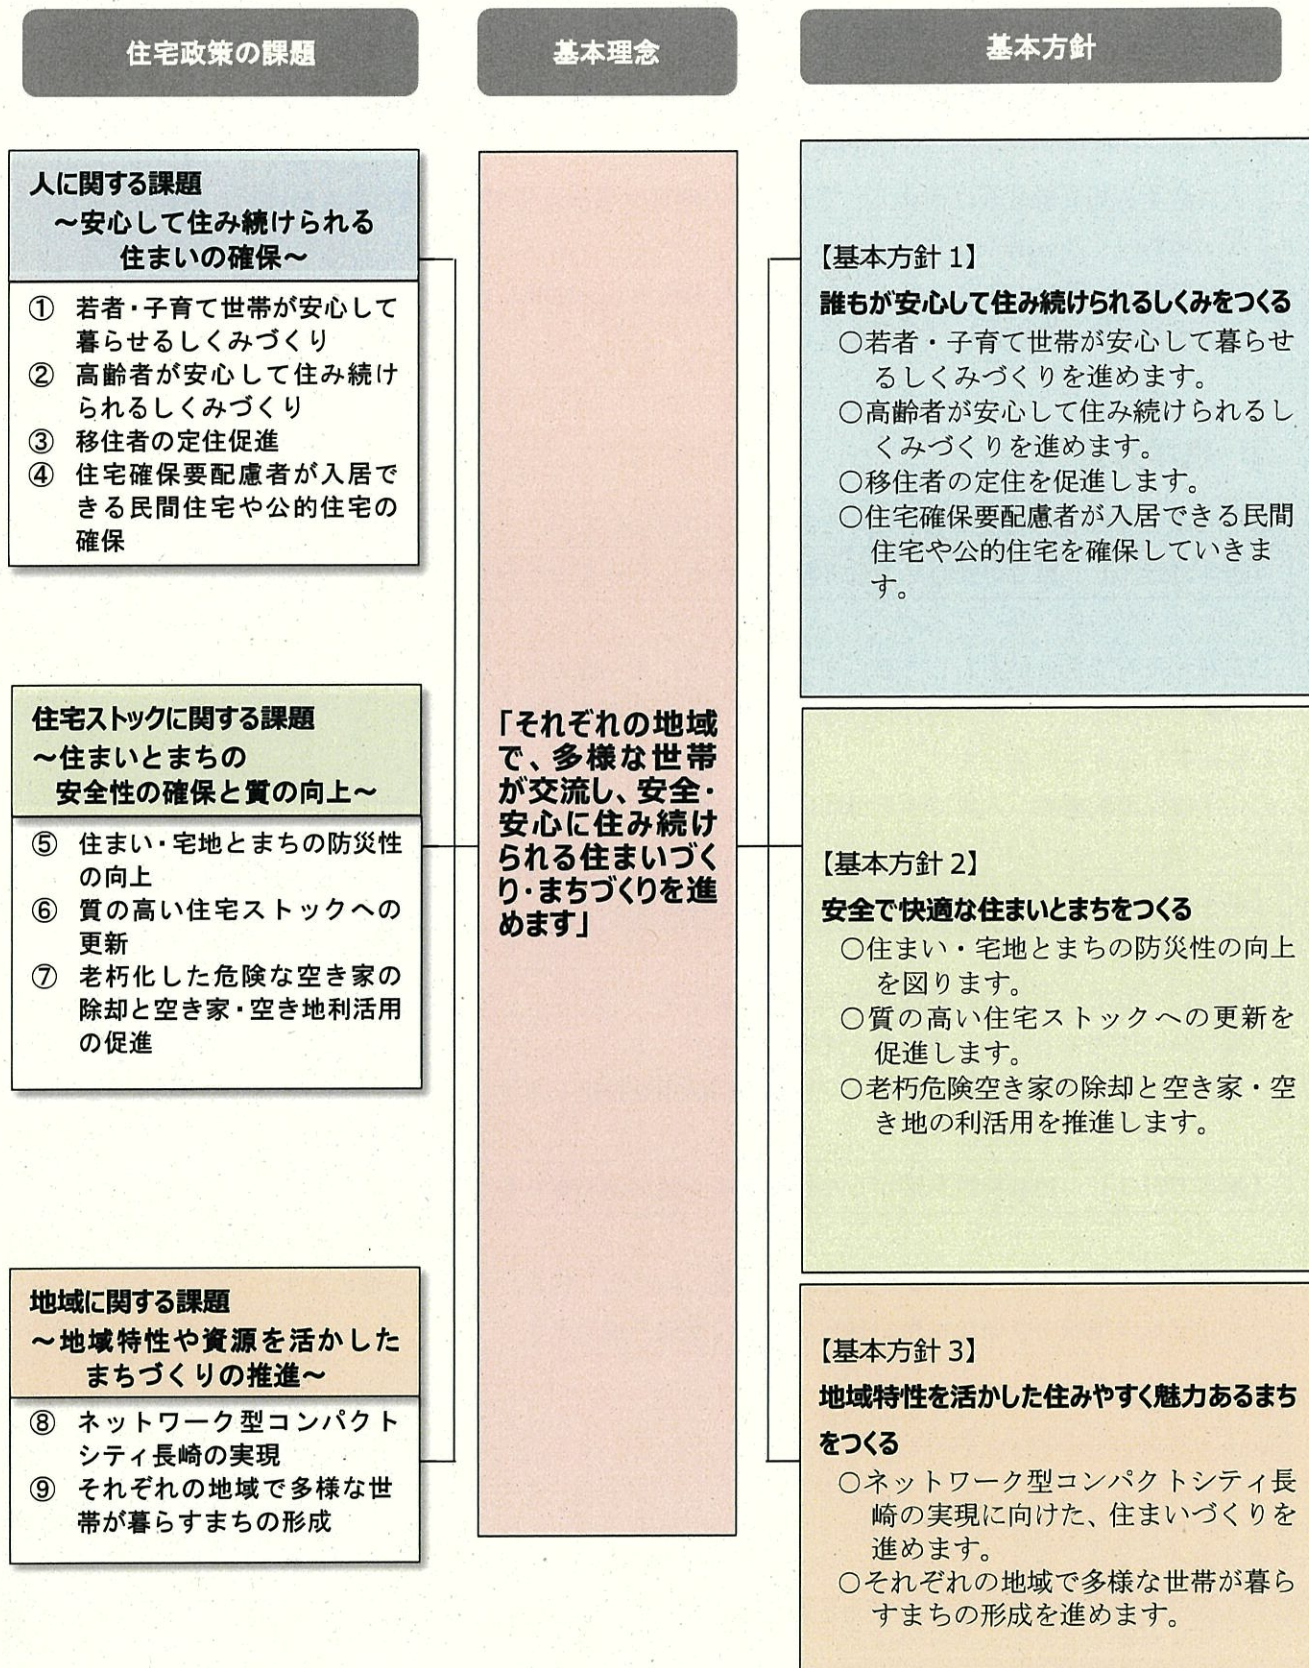 住宅政策の課題
基本理念
基本方針
人に関する課題
～安心して住み続けられる
住まいの確保～
① 若者・子育て世帯が安心して
暮らせるしくみづくり
② 高齢者が安心して住み続け
られるしくみづくり
③ 移住者の定住促進
④ 住宅確保要配慮者が入居で
きる民間住宅や公的住宅の
確保
住宅ストックに関する課題
～住まいとまちの
安全性の確保と質の向上～
⑤ 住まい・宅地とまちの防災性
の向上
⑥ 質の高い住宅ストックへの
更新
⑦ 老朽化した危険な空き家の
除却と空き家・空き地利活用
の促進
地域に関する課題
～地域特性や資源を活かした
まちづくりの推進～
⑧ ネットワーク型コンパクト
シティ長崎の実現
⑨ それぞれの地域で多様な世
帯が暮らすまちの形成
「それぞれの地域
で、多様な世帯
が交流し、安全・
安心に住み続け
られる住まいづく
り・まちづくりを進
めます」
【基本方針 1】
誰もが安心して住み続けられるしくみをつくる
○若者・子育て世帯が安心して暮らせ
るしくみづくりを進めます。
○高齢者が安心して住み続けられるし
くみづくりを進めます。
○移住者の定住を促進します。
○住宅確保要配慮者が入居できる民間
住宅や公的住宅を確保していきま
す。
【基本方針 2】
安全で快適な住まいとまちをつくる
○住まい・宅地とまちの防災性の向上
を図ります。
○質の高い住宅ストックへの更新を
促進します。
○老朽危険空き家の除却と空き家・空
き地の利活用を推進します。
【基本方針 3】
地域特性を活かした住みやすく魅力あるまち
をつくる
○ネットワーク型コンパクトシティ長
崎の実現に向けた、住まいづくりを
進めます。
○それぞれの地域で多様な世帯が暮ら
すまちの形成を進めます。